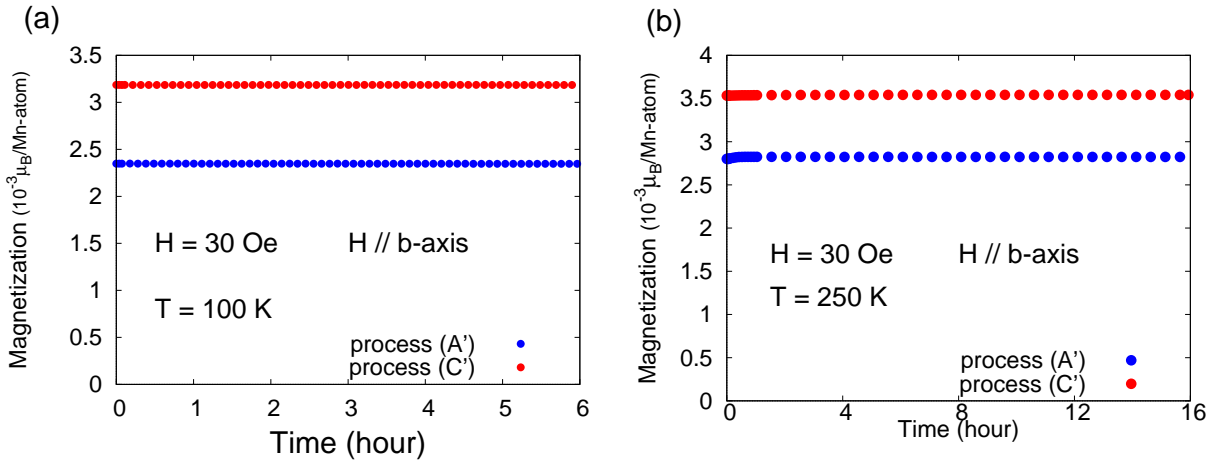 (a)
Magnetization (10⁻³μ_B/Mn-atom)
3.5
3
2.5
2
1.5
1
0.5
0
H = 30 Oe H // b-axis
T = 100 K
process (A')
process (C')
0 1 2 3 4 5 6
Time (hour)
(b)
Magnetization (10⁻³μ_B/Mn-atom)
4
3.5
3
2.5
2
1.5
1
0.5
0
H = 30 Oe H // b-axis
T = 250 K
process (A')
process (C')
0 4 8 12 16
Time (hour)